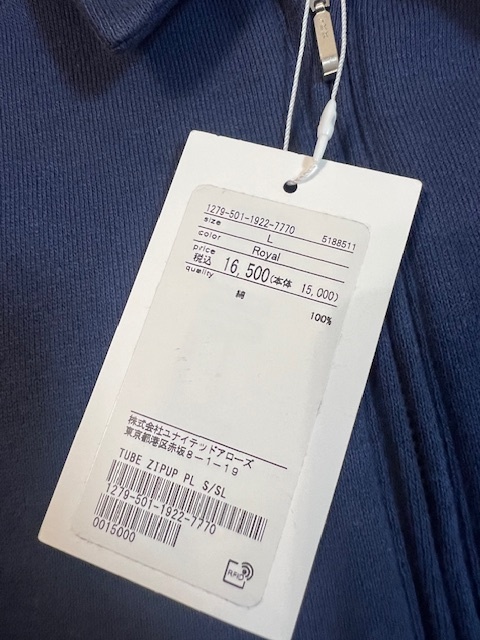 1279-501-1922-7770 5188511
size L
color Royal
price
税込 16,500(本体 15,000)
quality
綿 100%
株式会社ユナイテッドアローズ
東京都港区赤坂8-1-19
TUBE ZIPUP PL S/SL
1279-501-1922-7770
0015000
RFID